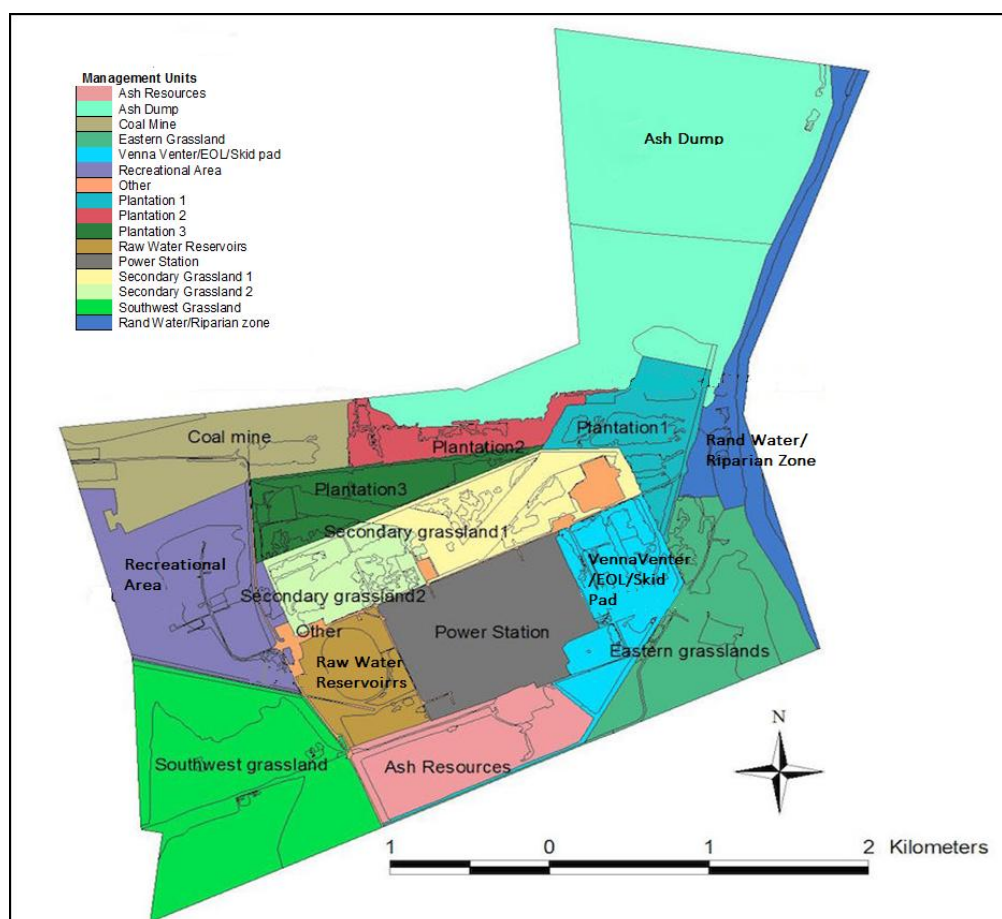 Management Units
Ash Resources
Ash Dump
Coal Mine
Eastern Grassland
Venna Venter/EOL/Skid pad
Recreational Area
Other
Plantation 1
Plantation 2
Plantation 3
Raw Water Reservoirs
Power Station
Secondary Grassland 1
Secondary Grassland 2
Southwest Grassland
Rand Water/Riparian zone
Ash Dump
Coal mine
Plantation2
Plantation1
Rand Water/
Riparian Zone
Plantation3
Secondary grassland1
Recreational
Area
VennaVenter
/EOL/Skid
Pad
Secondary grassland2
Other
Power Station
Eastern grasslands
Raw Water
Reservoirrs
Southwest grassland
Ash Resources
N
1 0 1 2 Kilometers